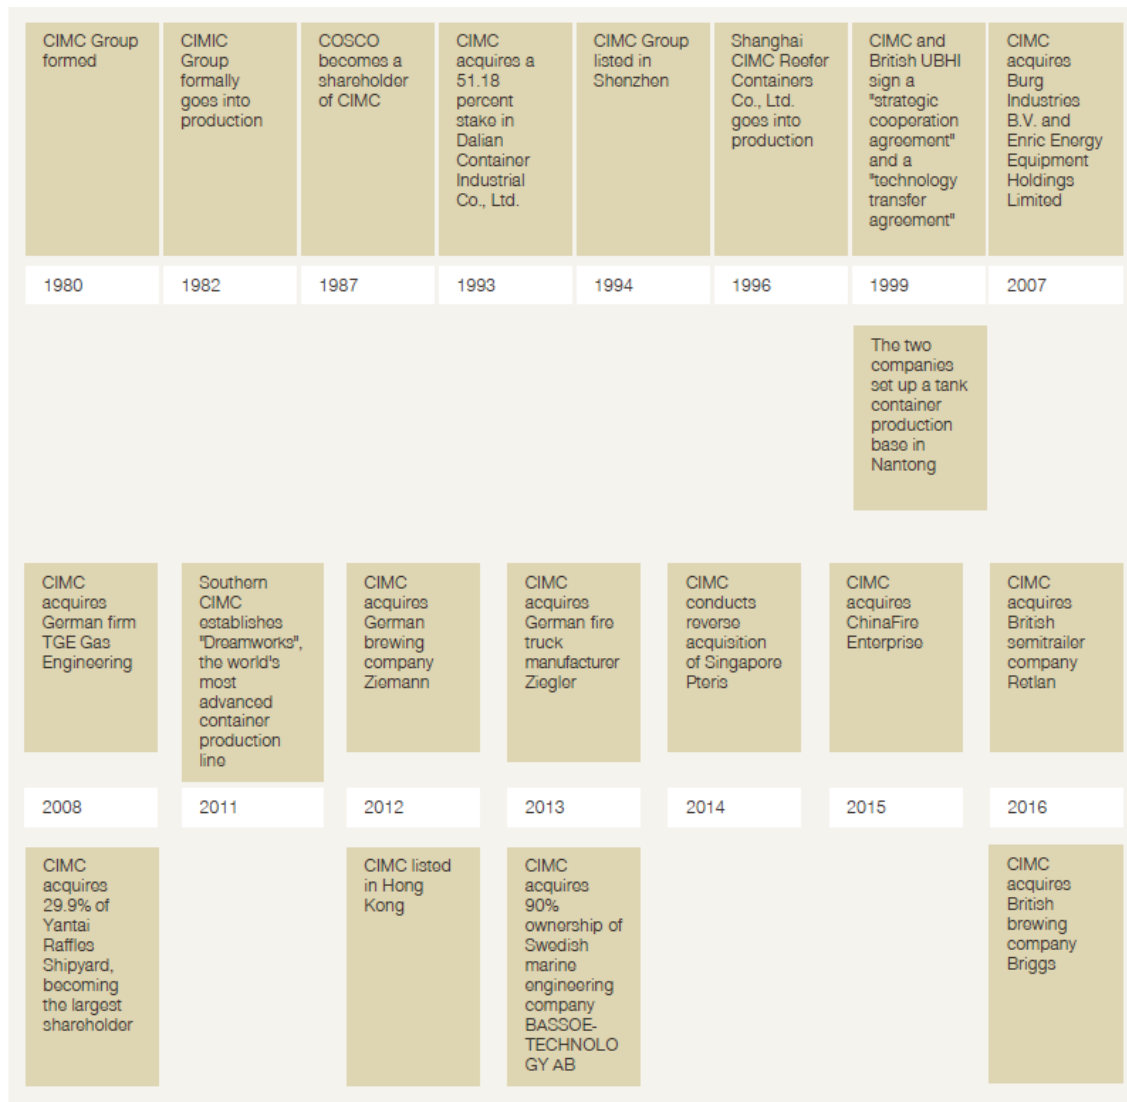 CIMC Group
formed
CIMIC
Group
formally
goes into
production
COSCO
becomes a
shareholder
of CIMC
CIMC
acquires a
51.18
percent
stake in
Dalian
Container
Industrial
Co., Ltd.
CIMC Group
listed in
Shenzhen
Shanghai
CIMC Reefer
Containers
Co., Ltd.
goes into
production
CIMC and
British UBHI
sign a
"strategic
cooperation
agreement"
and a
"technology
transfer
agreement"
CIMC
acquires
Burg
Industries
B.V. and
Enric Energy
Equipment
Holdings
Limited
1980
1982
1987
1993
1994
1996
1999
2007
The two
companies
set up a tank
container
production
base in
Nantong
CIMC
acquires
German firm
TGE Gas
Engineering
Southern
CIMC
establishes
"Dreamworks",
the world's
most
advanced
container
production
line
CIMC
acquires
German
brewing
company
Ziemann
CIMC
acquires
German fire
truck
manufacturer
Ziegler
CIMC
conducts
reverse
acquisition
of Singapore
Pteris
CIMC
acquires
ChinaFire
Enterprise
CIMC
acquires
British
semitrailer
company
Retlan
2008
2011
2012
2013
2014
2015
2016
CIMC
acquires
29.9% of
Yantai
Raffles
Shipyard,
becoming
the largest
shareholder
CIMC listed
in Hong
Kong
CIMC
acquires
90%
ownership of
Swedish
marine
engineering
company
BASSOE-
TECHNOLO
GY AB
CIMC
acquires
British
brewing
company
Briggs